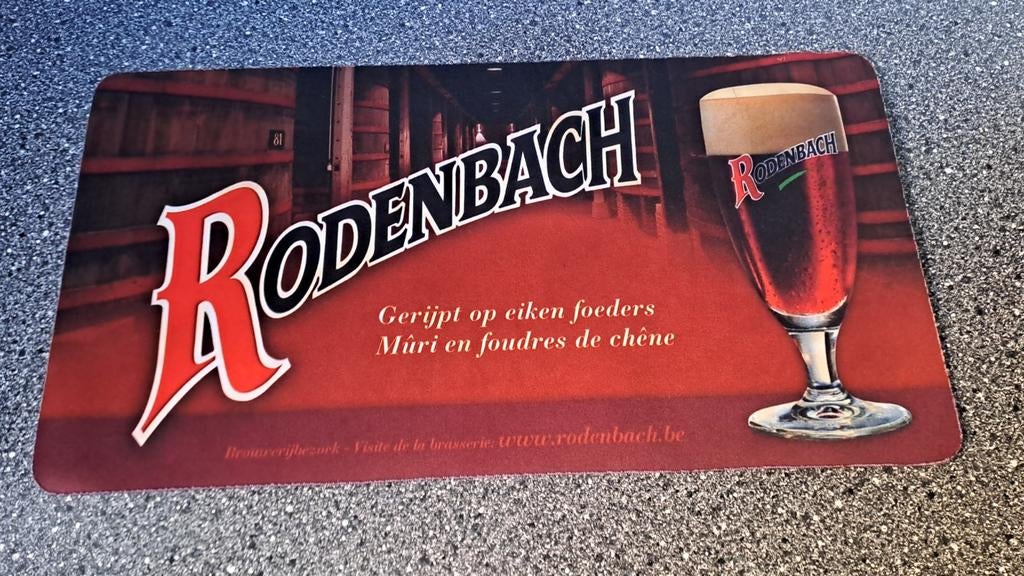 RODENBACH
RODENBACH
Gerijpt op eiken foeders
Mûri en foudres de chêne
Brouwerijbezoek - Visite de la brasserie: www.rodenbach.be